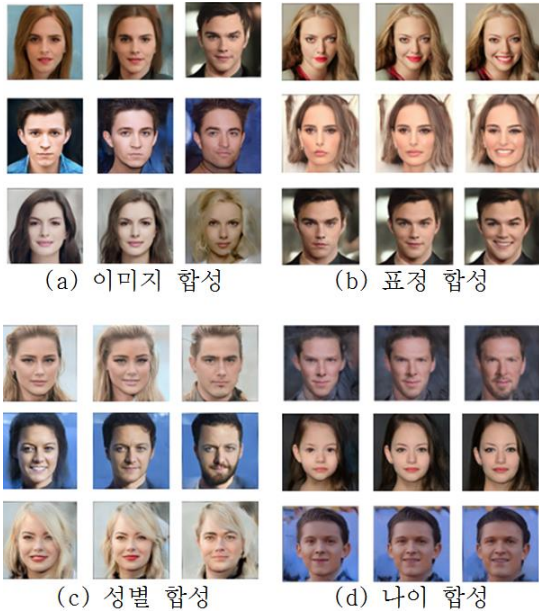 (a) 이미지 합성
(b) 표정 합성
(c) 성별 합성
(d) 나이 합성